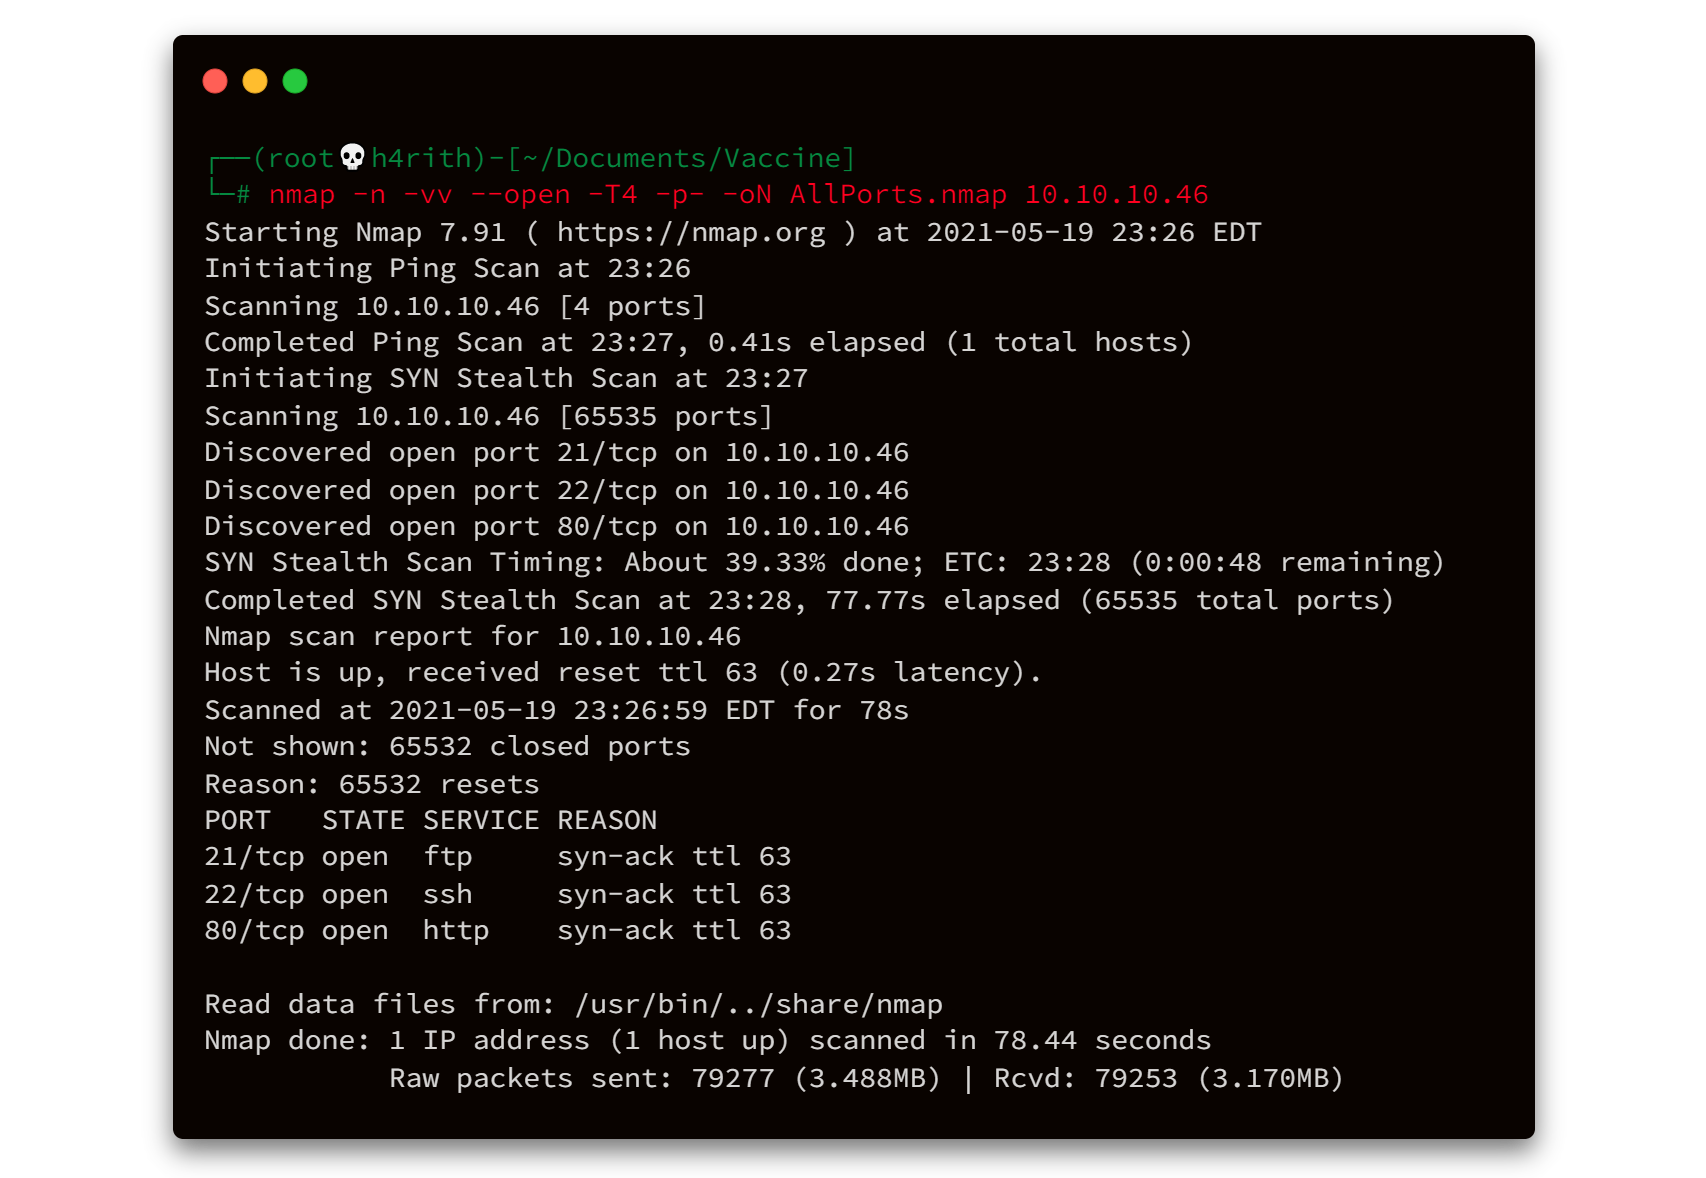 ┌──(root💀h4rith)-[~/Documents/Vaccine]
└─# nmap -n -vv --open -T4 -p- -oN AllPorts.nmap 10.10.10.46
Starting Nmap 7.91 ( https://nmap.org ) at 2021-05-19 23:26 EDT
Initiating Ping Scan at 23:26
Scanning 10.10.10.46 [4 ports]
Completed Ping Scan at 23:27, 0.41s elapsed (1 total hosts)
Initiating SYN Stealth Scan at 23:27
Scanning 10.10.10.46 [65535 ports]
Discovered open port 21/tcp on 10.10.10.46
Discovered open port 22/tcp on 10.10.10.46
Discovered open port 80/tcp on 10.10.10.46
SYN Stealth Scan Timing: About 39.33% done; ETC: 23:28 (0:00:48 remaining)
Completed SYN Stealth Scan at 23:28, 77.77s elapsed (65535 total ports)
Nmap scan report for 10.10.10.46
Host is up, received reset ttl 63 (0.27s latency).
Scanned at 2021-05-19 23:26:59 EDT for 78s
Not shown: 65532 closed ports
Reason: 65532 resets
PORT   STATE SERVICE REASON
21/tcp open  ftp     syn-ack ttl 63
22/tcp open  ssh     syn-ack ttl 63
80/tcp open  http    syn-ack ttl 63
Read data files from: /usr/bin/../share/nmap
Nmap done: 1 IP address (1 host up) scanned in 78.44 seconds
           Raw packets sent: 79277 (3.488MB) | Rcvd: 79253 (3.170MB)